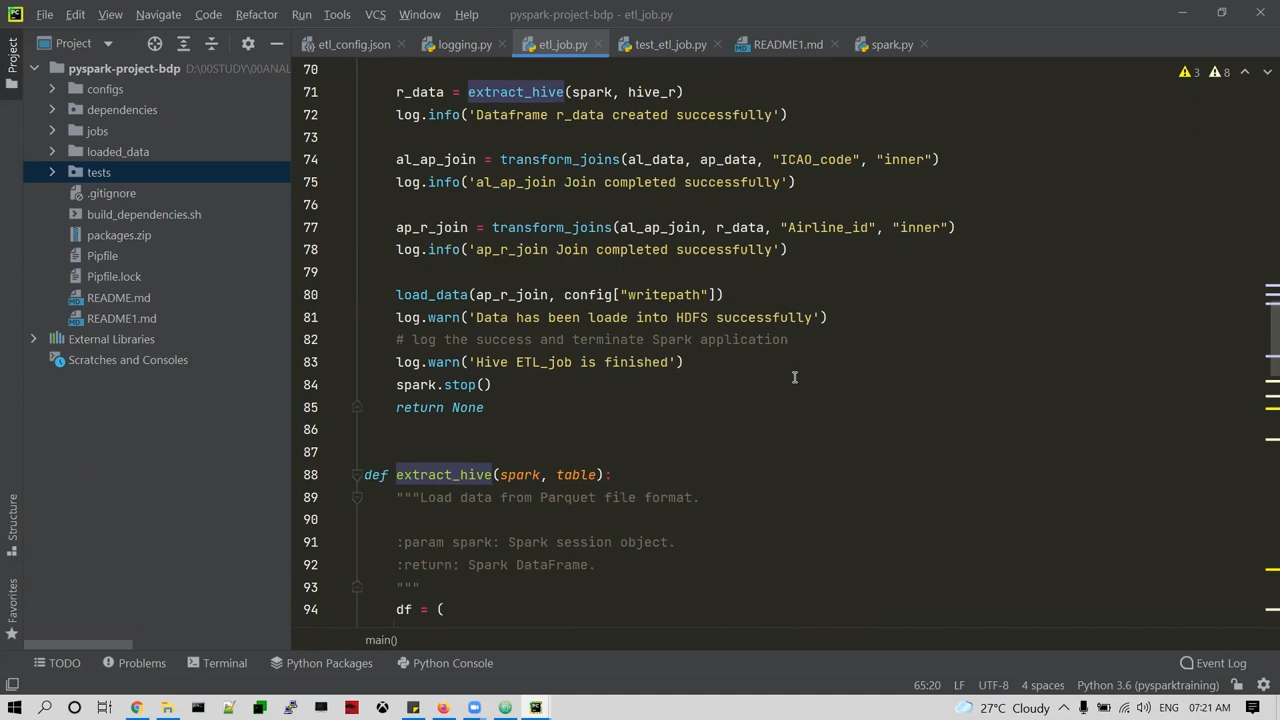 File Edit View Navigate Code Refactor Run Tools VCS Window Help pyspark-project-bdp - etl_job.py
Project
etl_config.json logging.py etl_job.py test_etl_job.py README1.md spark.py
Project
pyspark-project-bdp D:\00STUDY\00ANAL
configs
dependencies
jobs
loaded_data
tests
.gitignore
build_dependencies.sh
packages.zip
Pipfile
Pipfile.lock
README.md
README1.md
External Libraries
Scratches and Consoles
Structure
Favorites
3 8
70
71 r_data = extract_hive(spark, hive_r)
72 log.info('Dataframe r_data created successfully')
73
74 al_ap_join = transform_joins(al_data, ap_data, "ICAO_code", "inner")
75 log.info('al_ap_join Join completed successfully')
76
77 ap_r_join = transform_joins(al_ap_join, r_data, "Airline_id", "inner")
78 log.info('ap_r_join Join completed successfully')
79
80 load_data(ap_r_join, config["writepath"])
81 log.warn('Data has been loade into HDFS successfully')
82 # log the success and terminate Spark application
83 log.warn('Hive ETL_job is finished')
84 spark.stop()
85 return None
86
87
88 def extract_hive(spark, table):
89 """Load data from Parquet file format.
90
91 :param spark: Spark session object.
92 :return: Spark DataFrame.
93 """
94 df = (
main()
TODO Problems Terminal Python Packages Python Console Event Log
65:20 LF UTF-8 4 spaces Python 3.6 (pysparktraining)
27°C Cloudy 07:21 AM